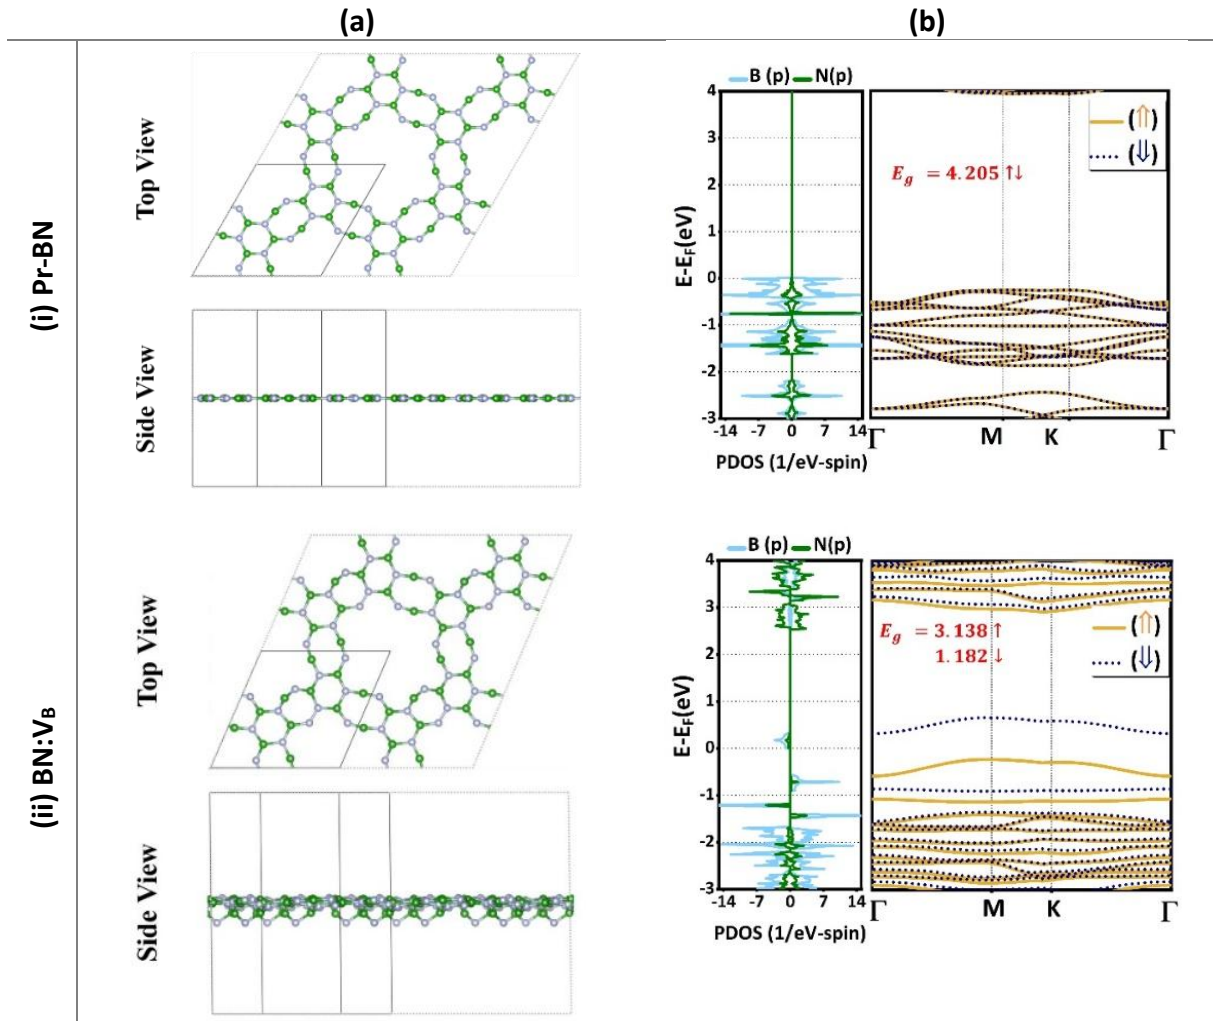 (a)
(b)
(i) Pr-BN
Top View
Side View
B (p) N(p)
E-E_F(eV)
4
3
2
1
0
-1
-2
-3
-14 -7 0 7 14
PDOS (1/eV-spin)
E_g = 4.205 ↑↓
(⇑)
(⇓)
Γ M K Γ
(ii) BN:V_B
Top View
Side View
B (p) N(p)
E-E_F(eV)
4
3
2
1
0
-1
-2
-3
-14 -7 0 7 14
PDOS (1/eV-spin)
E_g = 3.138 ↑
1.182 ↓
(⇑)
(⇓)
Γ M K Γ